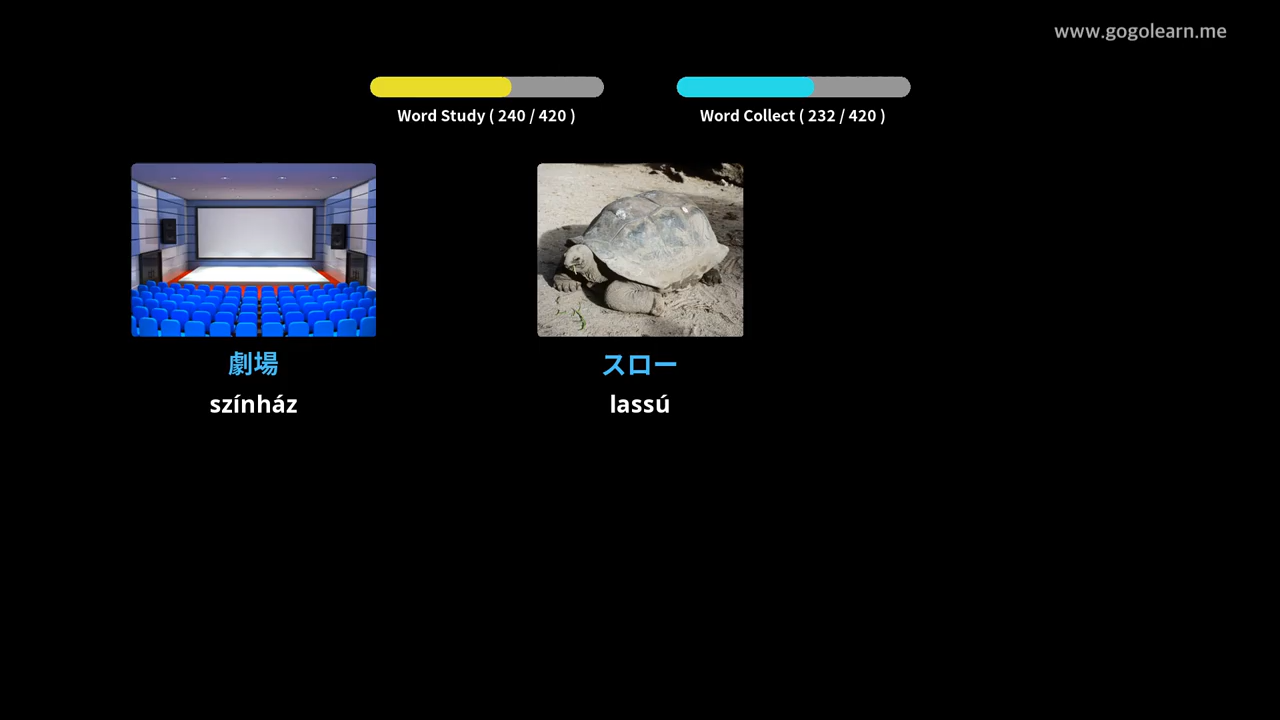 www.gogolearn.me
Word Study ( 240 / 420 )
Word Collect ( 232 / 420 )
劇場
színház
スロー
lassú